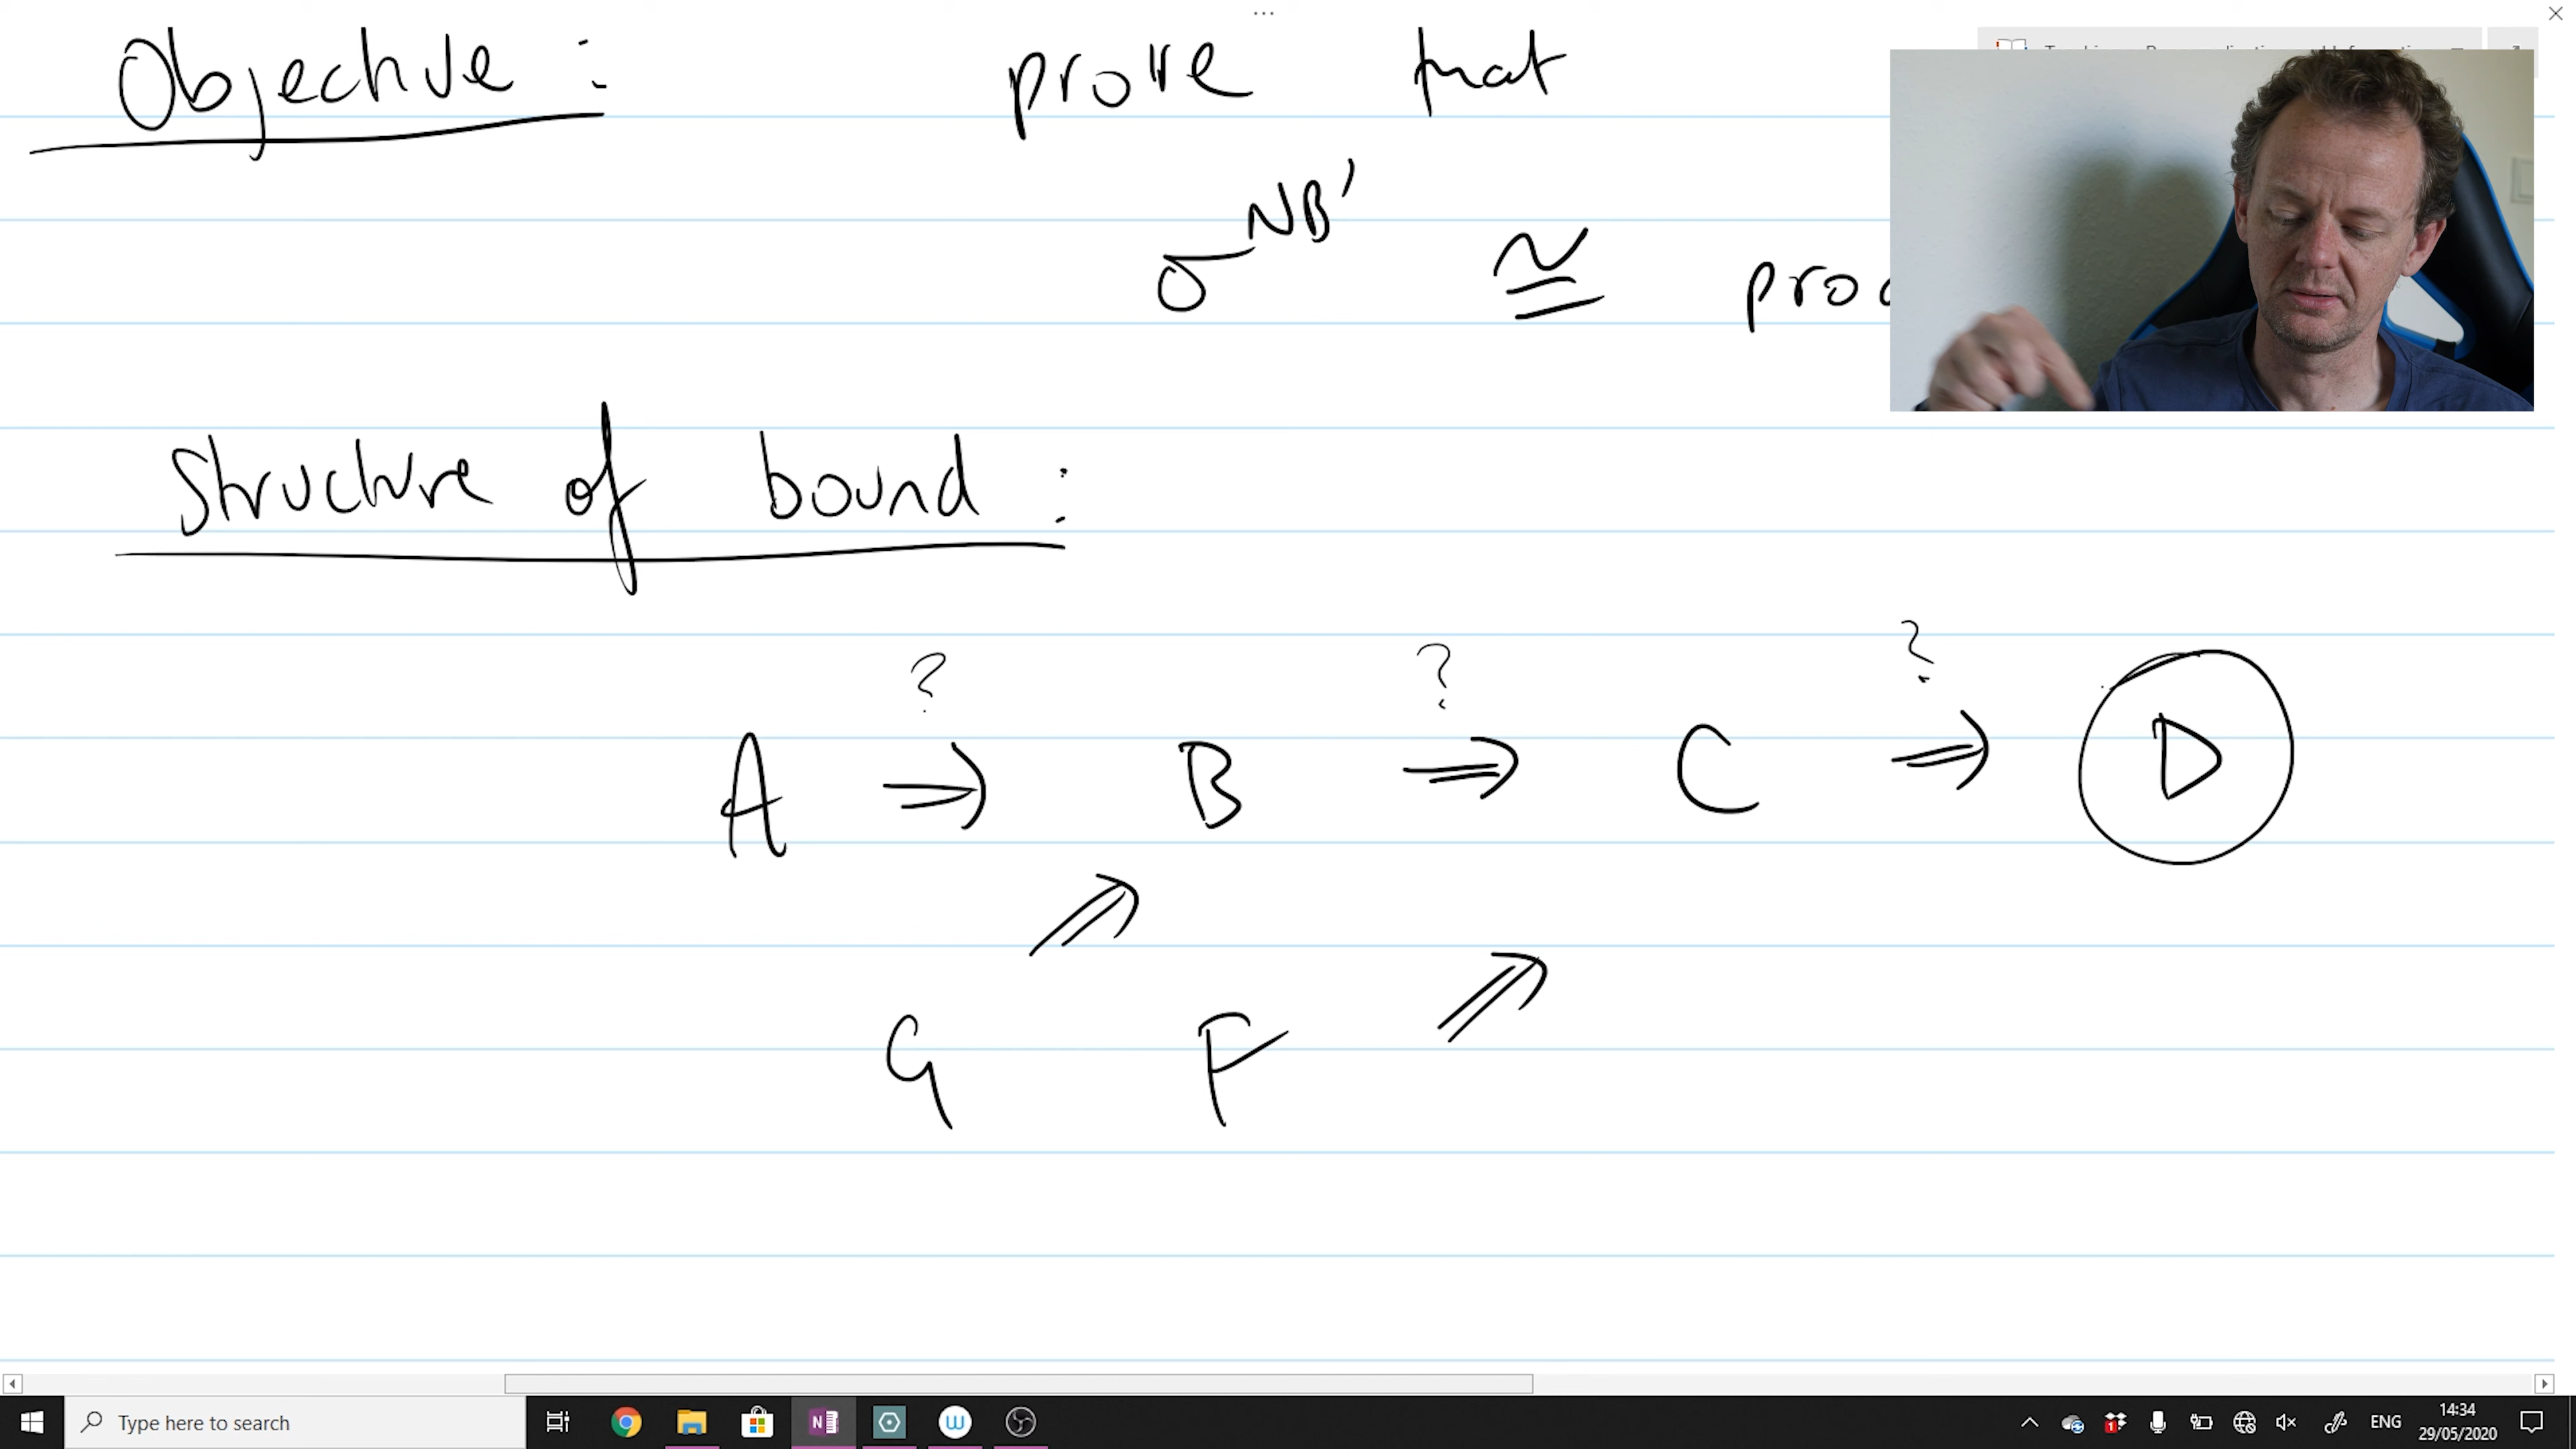 Objective : prove that
σ^NB' ≅ pro
Structure of bound :
? ? ?
A ⇒ B ⇒ C ⇒ D
⇗ ⇗
G F
Type here to search
ENG
14:34
29/05/2020